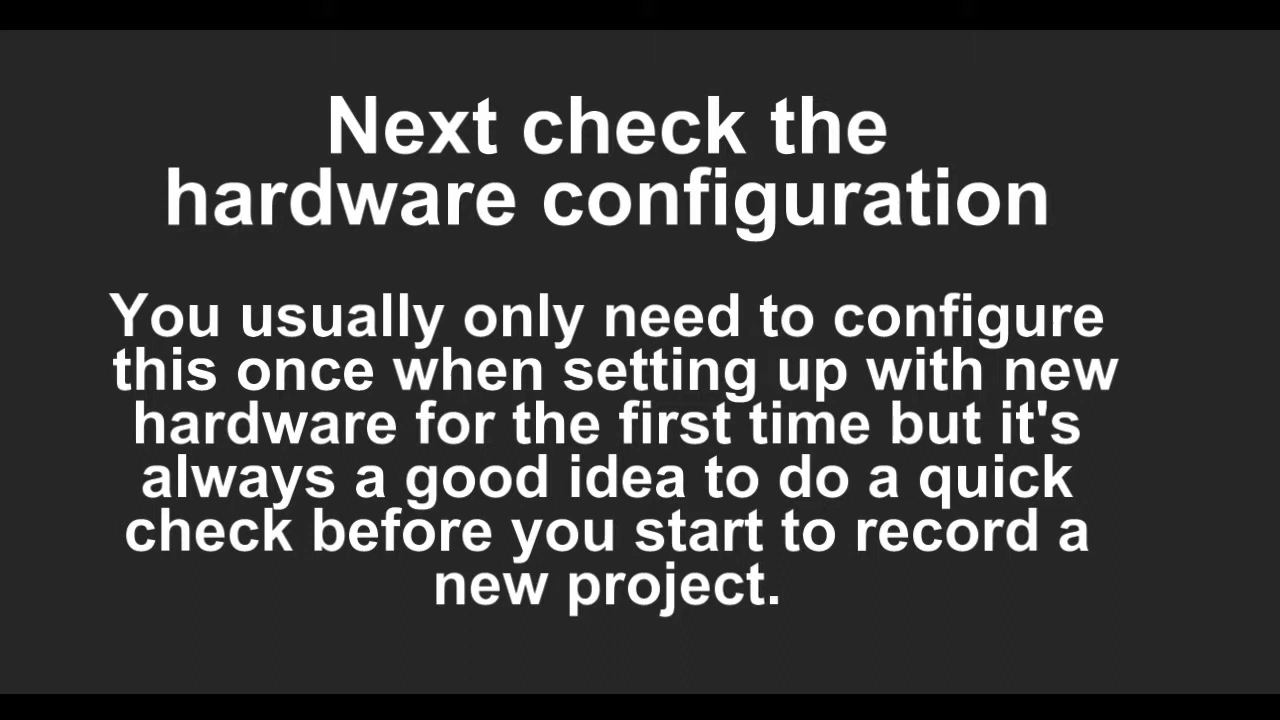 Next check the
hardware configuration
You usually only need to configure
this once when setting up with new
hardware for the first time but it's
always a good idea to do a quick
check before you start to record a
new project.